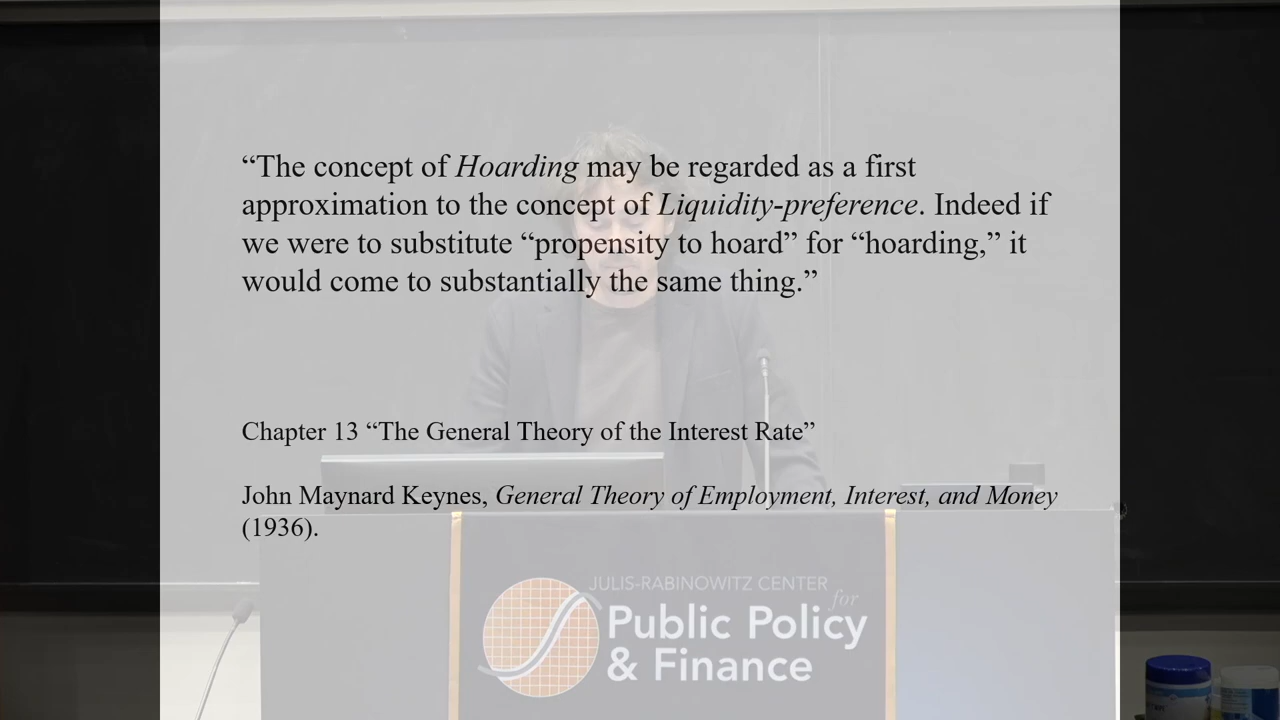 “The concept of Hoarding may be regarded as a first
approximation to the concept of Liquidity-preference. Indeed if
we were to substitute “propensity to hoard” for “hoarding,” it
would come to substantially the same thing.”
Chapter 13 “The General Theory of the Interest Rate”
John Maynard Keynes, General Theory of Employment, Interest, and Money
(1936).
JULIS-RABINOWITZ CENTER
for
Public Policy
& Finance